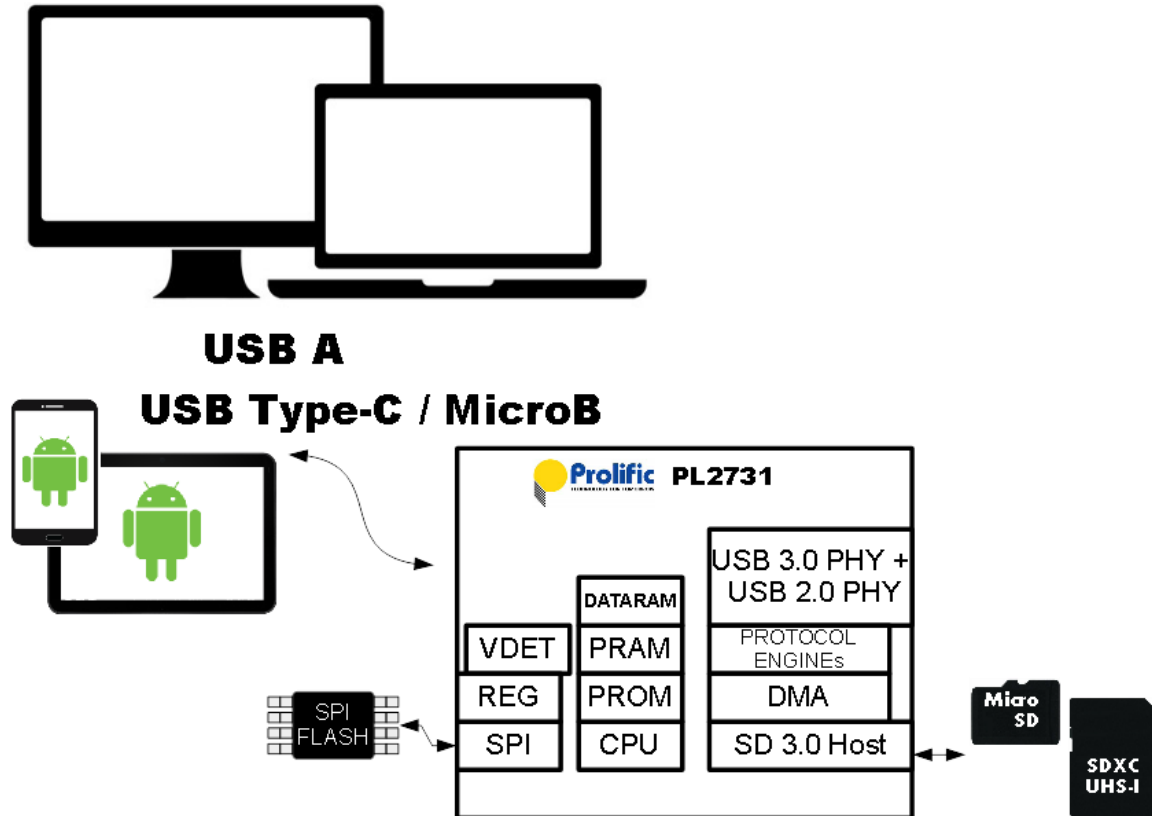 USB A
USB Type-C / MicroB
Prolific PL2731
USB 3.0 PHY +
USB 2.0 PHY
DATARAM
VDET
PRAM
PROTOCOL
ENGINEs
REG
PROM
DMA
SPI
CPU
SD 3.0 Host
SPI
FLASH
Micro
SD
SDXC
UHS-I